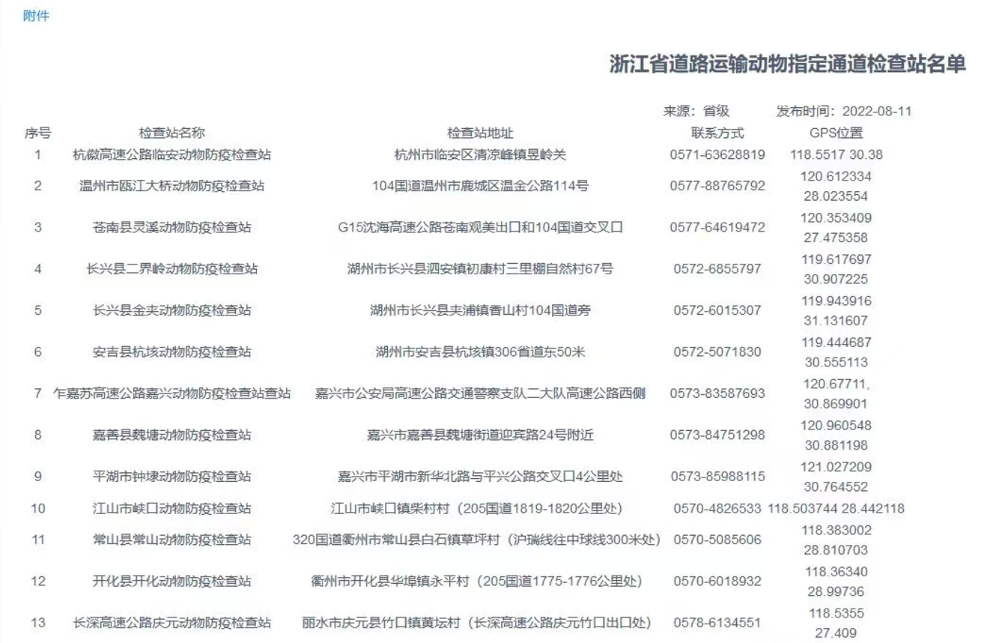 附件
浙江省道路运输动物指定通道检查站名单
来源：省级 发布时间：2022-08-11
序号 检查站名称 检查站地址 联系方式 GPS位置
1 杭徽高速公路临安动物防疫检查站 杭州市临安区清凉峰镇昱岭关 0571-63628819 118.5517 30.38
2 温州市瓯江大桥动物防疫检查站 104国道温州市鹿城区温金公路114号 0577-88765792 120.612334
28.023554
3 苍南县灵溪动物防疫检查站 G15沈海高速公路苍南观美出口和104国道交叉口 0577-64619472 120.353409
27.475358
4 长兴县二界岭动物防疫检查站 湖州市长兴县泗安镇初康村三里棚自然村67号 0572-6855797 119.617697
30.907225
5 长兴县金夹动物防疫检查站 湖州市长兴县夹浦镇香山村104国道旁 0572-6015307 119.943916
31.131607
6 安吉县杭垓动物防疫检查站 湖州市安吉县杭垓镇306省道东50米 0572-5071830 119.444687
30.555113
7 乍嘉苏高速公路嘉兴动物防疫检查站查站 嘉兴市公安局高速公路交通警察支队二大队高速公路西侧 0573-83587693 120.67711,
30.869901
8 嘉善县魏塘动物防疫检查站 嘉兴市嘉善县魏塘街道迎宾路24号附近 0573-84751298 120.960548
30.881198
9 平湖市钟埭动物防疫检查站 嘉兴市平湖市新华北路与平兴公路交叉口4公里处 0573-85988115 121.027209
30.764552
10 江山市峡口动物防疫检查站 江山市峡口镇柴村村（205国道1819-1820公里处） 0570-4826533 118.503744 28.442118
11 常山县常山动物防疫检查站 320国道衢州市常山县白石镇草坪村（沪瑞线往中球线300米处） 0570-5085606 118.383002
28.810703
12 开化县开化动物防疫检查站 衢州市开化县华埠镇永平村（205国道1775-1776公里处） 0570-6018932 118.36340
28.99736
13 长深高速公路庆元动物防疫检查站 丽水市庆元县竹口镇黄坛村（长深高速公路庆元竹口出口处） 0578-6134551 118.5355
27.409